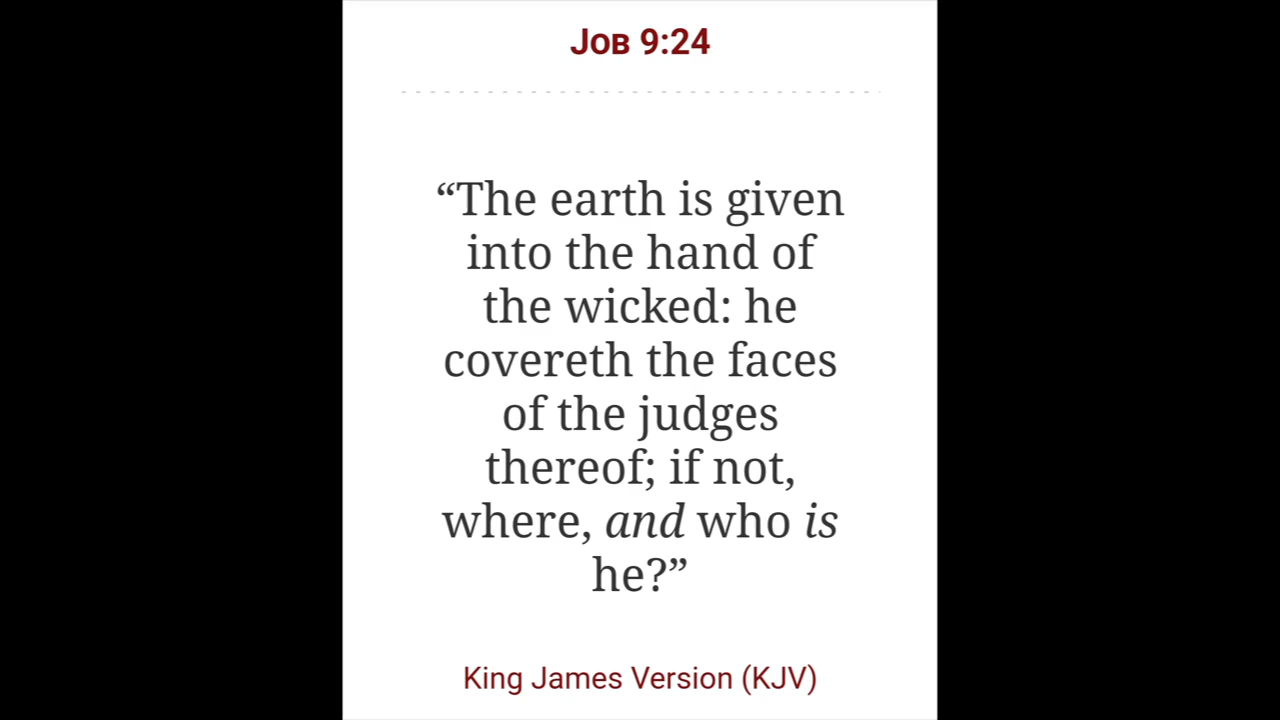 Job 9:24
“The earth is given
into the hand of
the wicked: he
covereth the faces
of the judges
thereof; if not,
where, and who is
he?”
King James Version (KJV)